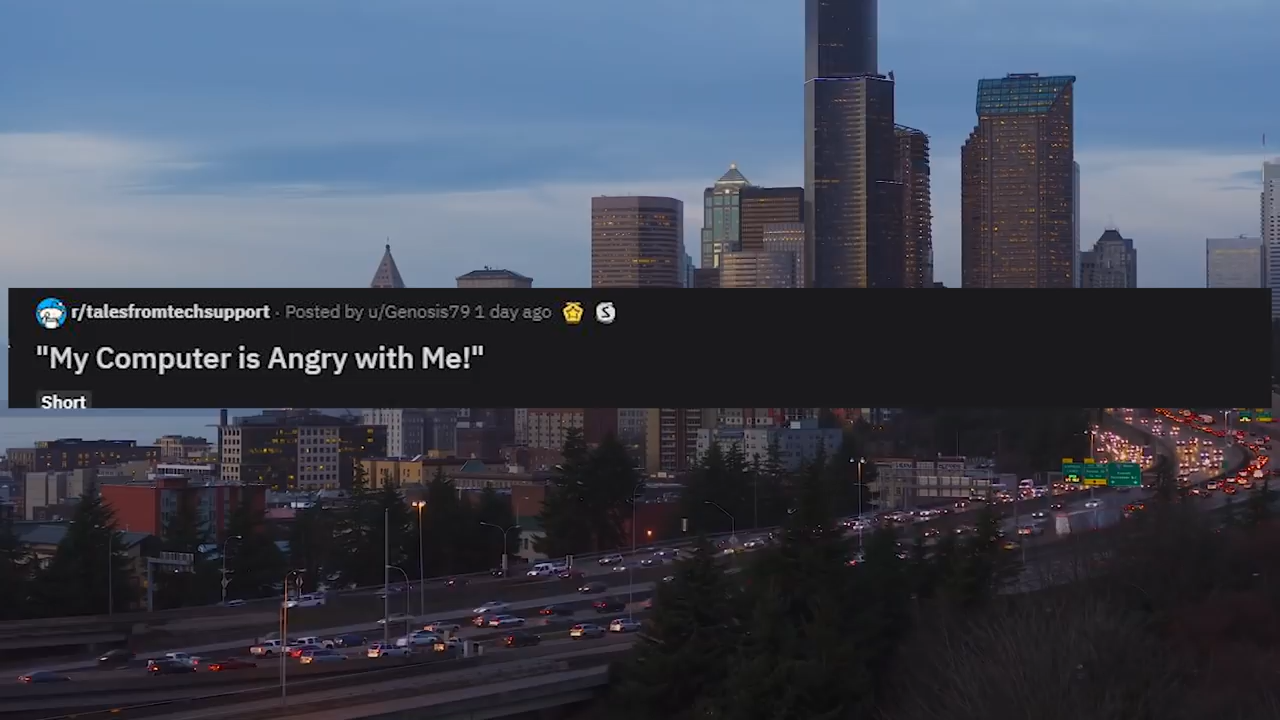 r/talesfromtechsupport · Posted by u/Genosis79 1 day ago
"My Computer is Angry with Me!"
Short